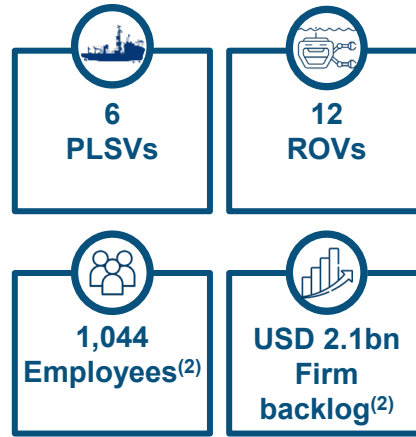 6
PLSVs
12
ROVs
1,044
Employees(2)
USD 2.1bn
Firm
backlog(2)